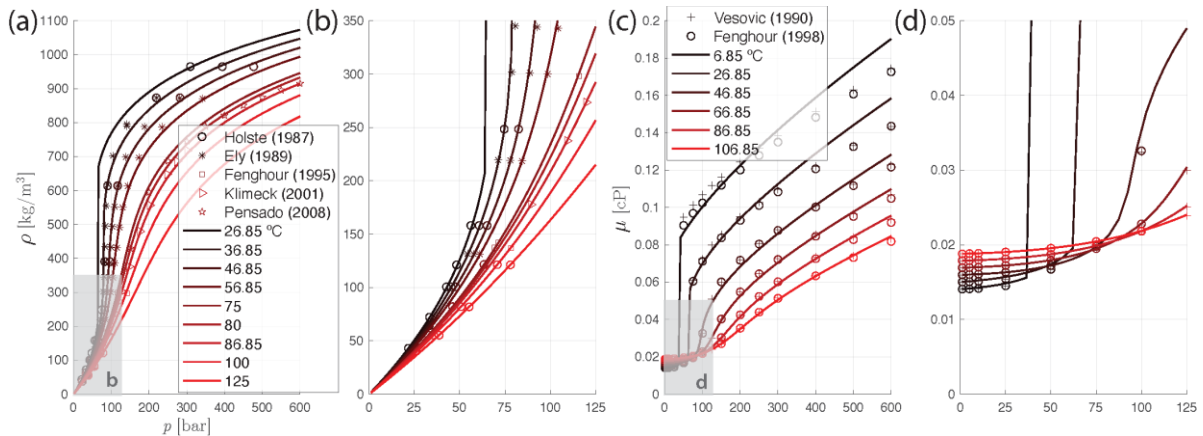 (a)
ρ [kg/m³]
1100
1000
900
800
700
600
500
400
300
200
100
0
0 100 200 300 400 500 600
p [bar]
b
Holste (1987)
Ely (1989)
Fenghour (1995)
Klimeck (2001)
Pensado (2008)
26.85 ºC
36.85
46.85
56.85
75
80
86.85
100
125
(b)
350
300
250
200
150
100
50
0
0 25 50 75 100 125
(c)
μ [cP]
0.2
0.18
0.16
0.14
0.12
0.1
0.08
0.06
0.04
0.02
0
0 100 200 300 400 500 600
d
Vesovic (1990)
Fenghour (1998)
6.85 ºC
26.85
46.85
66.85
86.85
106.85
(d)
0.05
0.04
0.03
0.02
0.01
0 25 50 75 100 125